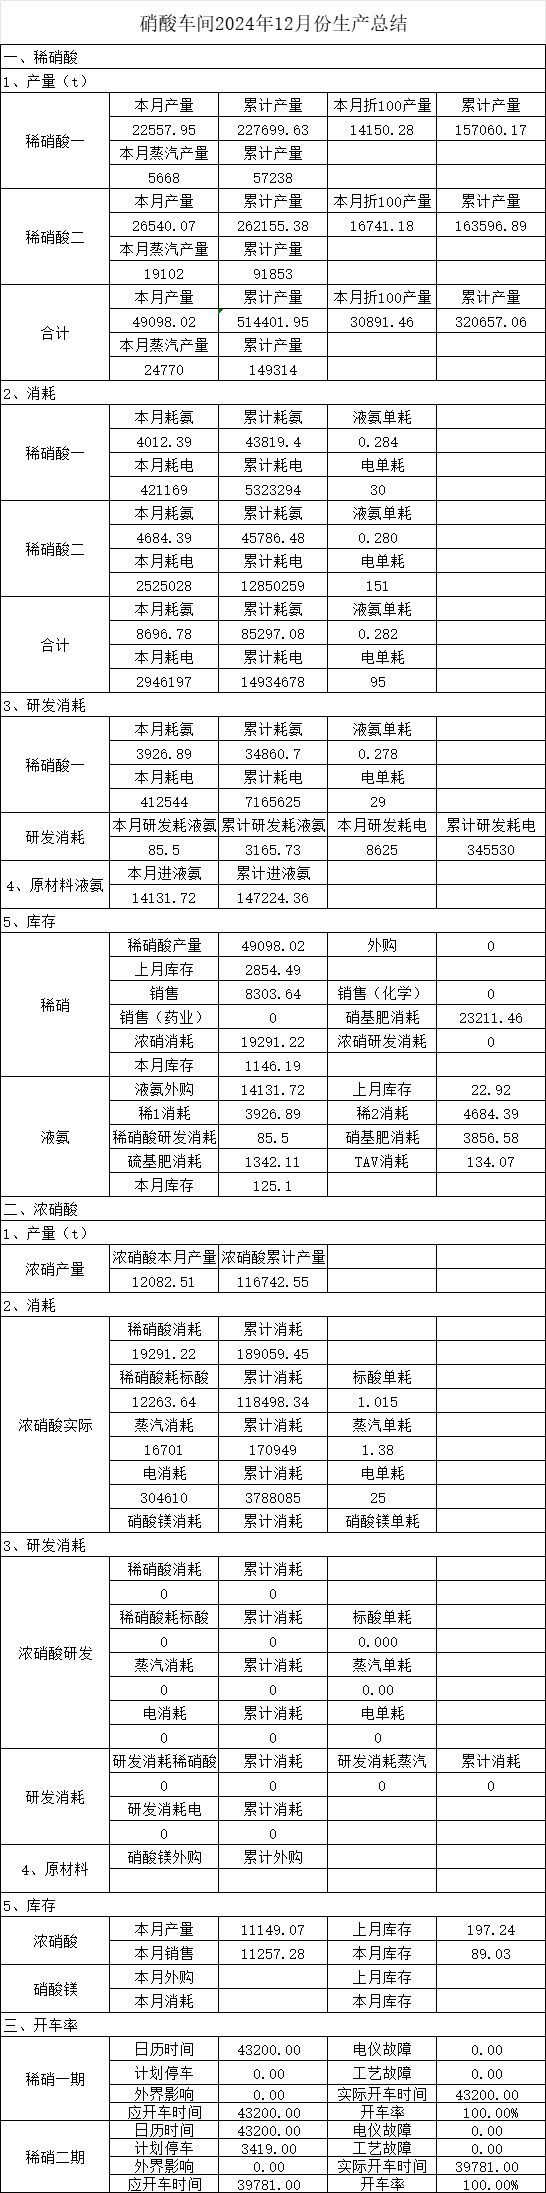 硝酸车间2024年12月份生产总结
一、稀硝酸
1、产量（t）
稀硝酸一 本月产量 累计产量 本月折100产量 累计产量
22557.95 227699.63 14150.28 157060.17
本月蒸汽产量 累计产量
5668 57238
稀硝酸二 本月产量 累计产量 本月折100产量 累计产量
26540.07 262155.38 16741.18 163596.89
本月蒸汽产量 累计产量
19102 91853
合计 本月产量 累计产量 本月折100产量 累计产量
49098.02 514401.95 30891.46 320657.06
本月蒸汽产量 累计产量
24770 149314
2、消耗
稀硝酸一 本月耗氨 累计耗氨 液氨单耗
4012.39 43819.4 0.284
本月耗电 累计耗电 电单耗
421169 5323294 30
稀硝酸二 本月耗氨 累计耗氨 液氨单耗
4684.39 45786.48 0.280
本月耗电 累计耗电 电单耗
2525028 12850259 151
合计 本月耗氨 累计耗氨 液氨单耗
8696.78 85297.08 0.282
本月耗电 累计耗电 电单耗
2946197 14934678 95
3、研发消耗
稀硝酸一 本月耗氨 累计耗氨 液氨单耗
3926.89 34860.7 0.278
本月耗电 累计耗电 电单耗
412544 7165625 29
研发消耗 本月研发耗液氨 累计研发耗液氨 本月研发耗电 累计研发耗电
85.5 3165.73 8625 345530
4、原材料液氨 本月进液氨 累计进液氨
14131.72 147224.36
5、库存
稀硝 稀硝酸产量 49098.02 外购 0
上月库存 2854.49
销售 8303.64 销售（化学） 0
销售（药业） 0 硝基肥消耗 23211.46
浓硝消耗 19291.22 浓硝研发消耗 0
本月库存 1146.19
液氨 液氨外购 14131.72 上月库存 22.92
稀1消耗 3926.89 稀2消耗 4684.39
稀硝酸研发消耗 85.5 硝基肥消耗 3856.58
硫基肥消耗 1342.11 TAV消耗 134.07
本月库存 125.1
二、浓硝酸
1、产量（t）
浓硝产量 浓硝酸本月产量 浓硝酸累计产量
12082.51 116742.55
2、消耗
浓硝酸实际 稀硝酸消耗 累计消耗
19291.22 189059.45
稀硝酸耗标酸 累计消耗 标酸单耗
12263.64 118498.34 1.015
蒸汽消耗 累计消耗 蒸汽单耗
16701 170949 1.38
电消耗 累计消耗 电单耗
304610 3788085 25
硝酸镁消耗 累计消耗 硝酸镁单耗
3、研发消耗
浓硝酸研发 稀硝酸消耗 累计消耗
0 0
稀硝酸耗标酸 累计消耗 标酸单耗
0 0 0.000
蒸汽消耗 累计消耗 蒸汽单耗
0 0 0.00
电消耗 累计消耗 电单耗
0 0 0
研发消耗 研发消耗稀硝酸 累计消耗 研发消耗蒸汽 累计消耗
0 0 0 0
研发消耗电 累计消耗
0 0
4、原材料 硝酸镁外购 累计外购
5、库存
浓硝酸 本月产量 11149.07 上月库存 197.24
本月销售 11257.28 本月库存 89.03
硝酸镁 本月外购 上月库存
本月消耗 本月库存
三、开车率
稀硝一期 日历时间 43200.00 电仪故障 0.00
计划停车 0.00 工艺故障 0.00
外界影响 0.00 实际开车时间 43200.00
应开车时间 43200.00 开车率 100.00%
稀硝二期 日历时间 43200.00 电仪故障 0.00
计划停车 3419.00 工艺故障 0.00
外界影响 0.00 实际开车时间 39781.00
应开车时间 39781.00 开车率 100.00%